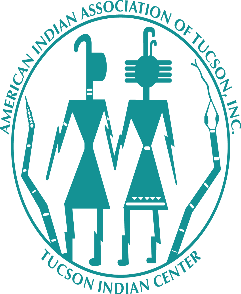 AMERICAN INDIAN ASSOCIATION OF TUCSON, INC.
TUCSON INDIAN CENTER